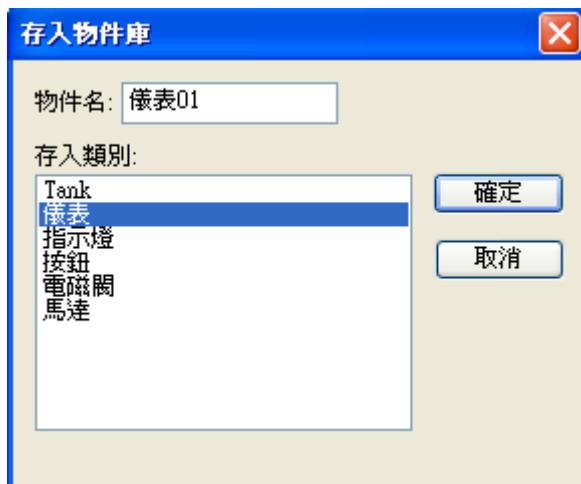 存入物件庫
物件名: 儀表01
存入類別:
Tank
儀表
指示燈
按鈕
電磁閥
馬達
確定
取消